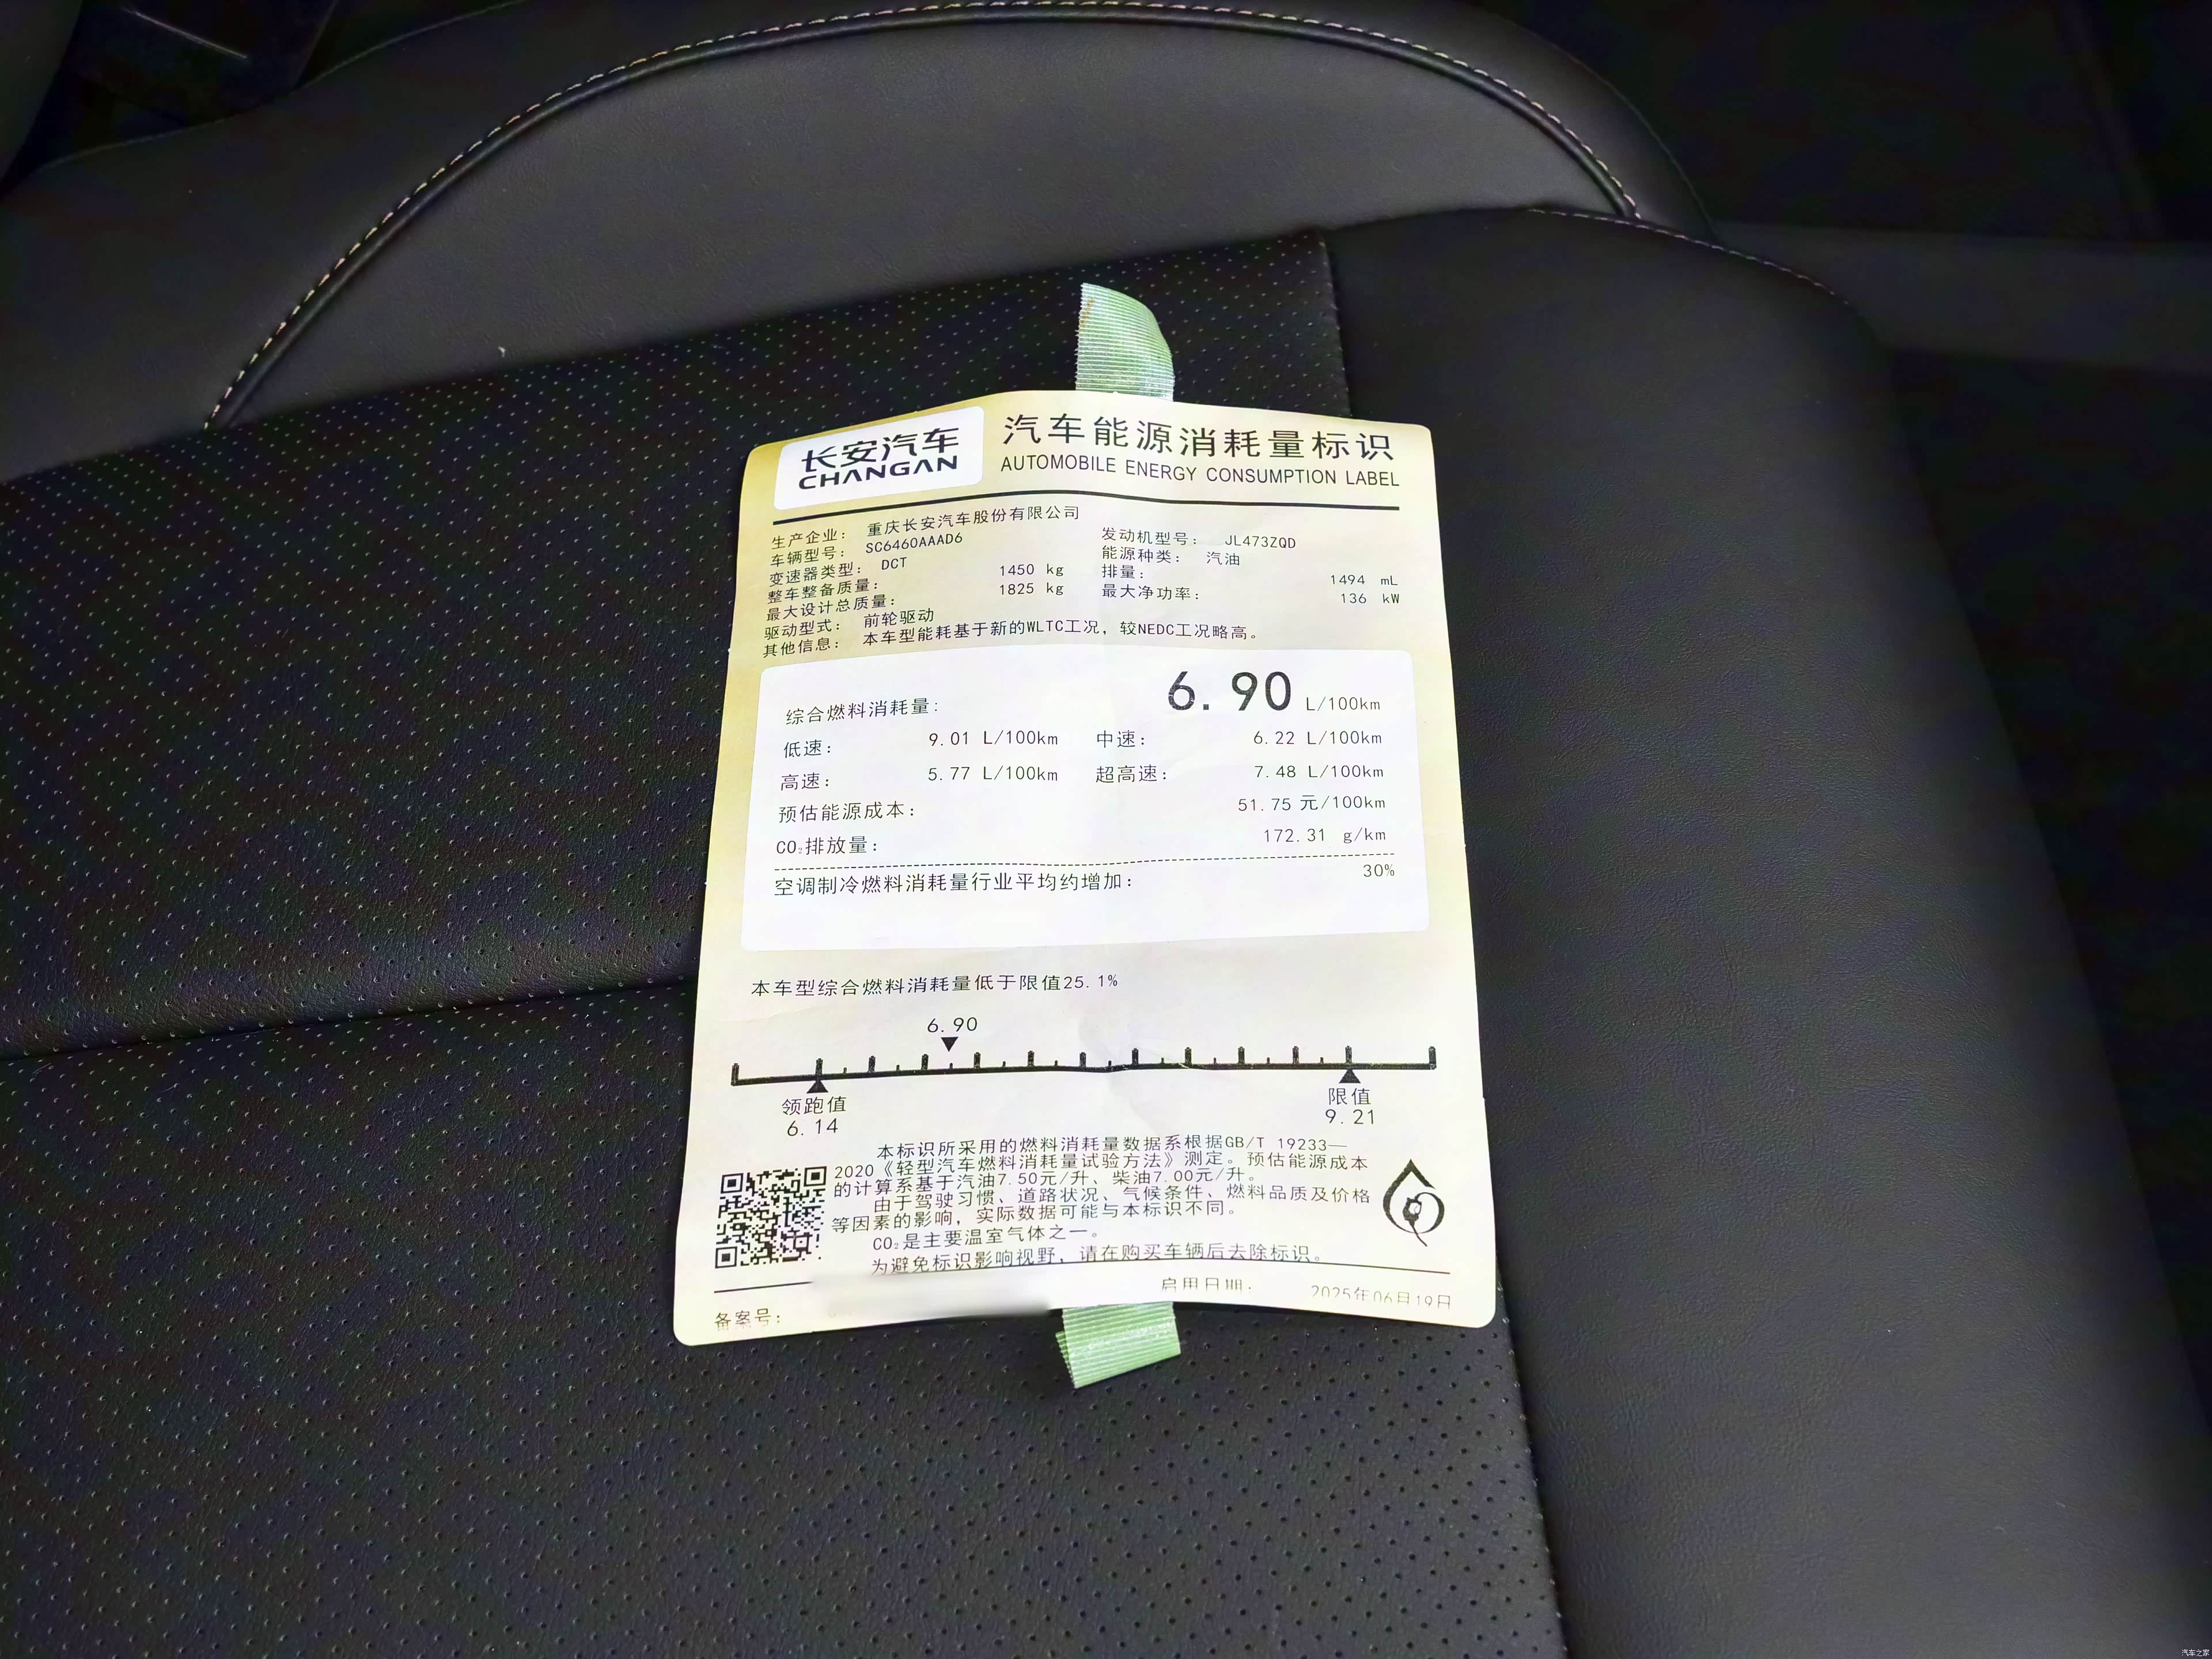 长安汽车
CHANGAN
汽车能源消耗量标识
AUTOMOBILE ENERGY CONSUMPTION LABEL
生产企业: 重庆长安汽车股份有限公司
车辆型号: SC6460AAAD6
发动机型号: JL473ZQD
变速器类型: DCT
能源种类: 汽油
整车整备质量: 1450 kg
排量: 1494 mL
最大设计总质量: 1825 kg
最大净功率: 136 kW
驱动型式: 前轮驱动
其他信息: 本车型能耗基于新的WLTC工况，较NEDC工况略高。
综合燃料消耗量: 6.90 L/100km
低速: 9.01 L/100km 中速: 6.22 L/100km
高速: 5.77 L/100km 超高速: 7.48 L/100km
预估能源成本: 51.75 元/100km
CO₂排放量: 172.31 g/km
空调制冷燃料消耗量行业平均约增加: 30%
本车型综合燃料消耗量低于限值25.1%
6.90
领跑值 限值
6.14 9.21
本标识所采用的燃料消耗量数据系根据GB/T 19233—
2020《轻型汽车燃料消耗量试验方法》测定。预估能源成本
的计算系基于汽油7.50元/升、柴油7.00元/升。
由于驾驶习惯、道路状况、气候条件、燃料品质及价格
等因素的影响，实际数据可能与本标识不同。
CO₂是主要温室气体之一。
为避免标识影响视野，请在购买车辆后去除标识。
备案号: 启用日期: 2025年06月19日
汽车之家